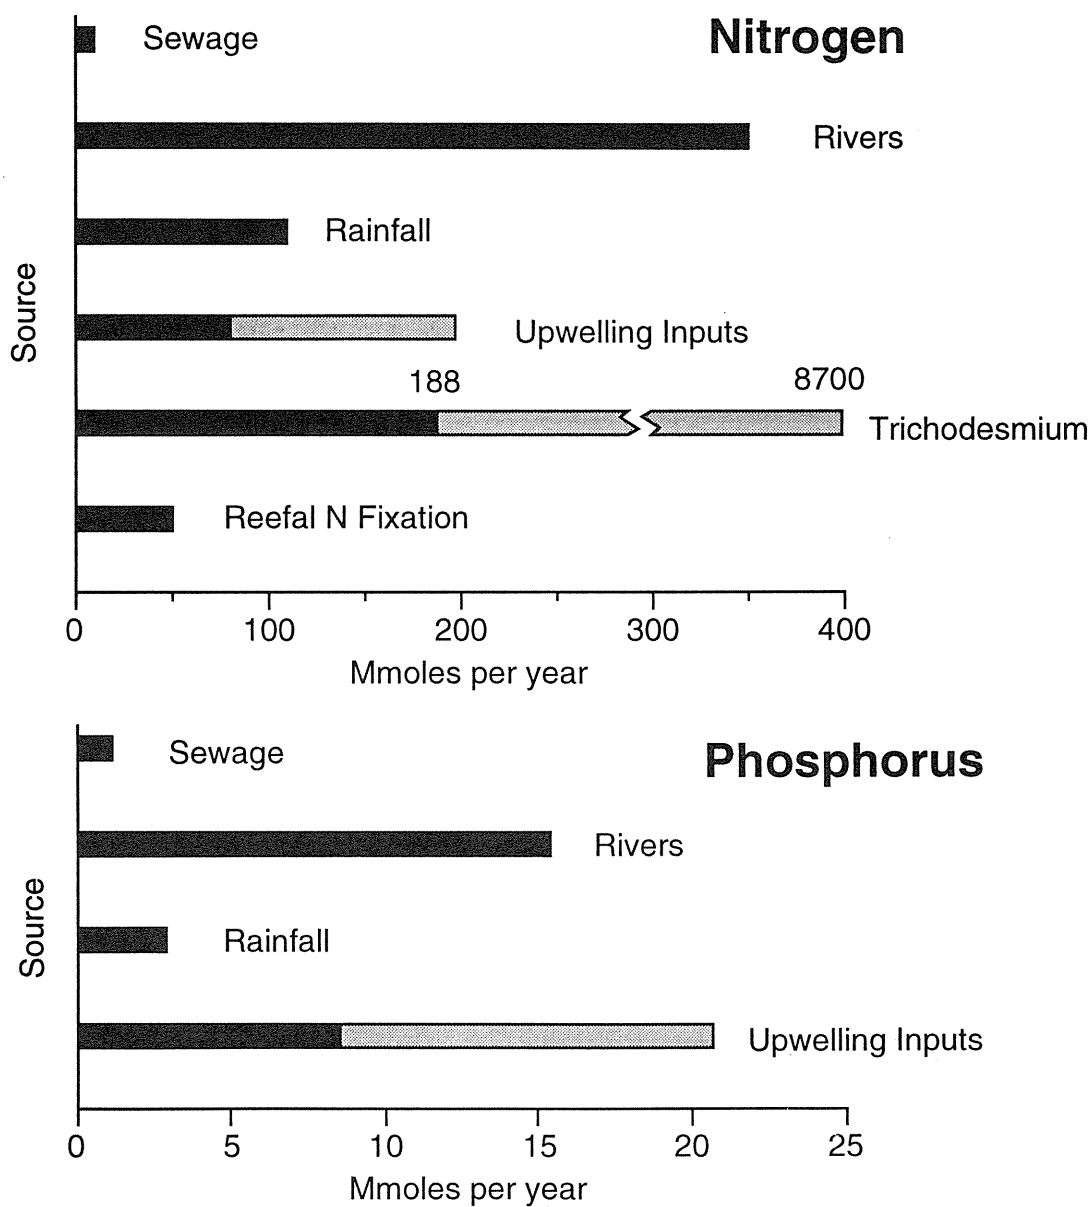 Nitrogen
Sewage
Rivers
Rainfall
Upwelling Inputs
188
8700
Trichodesmium
Reefal N Fixation
Source
0 100 200 300 400
Mmoles per year
Phosphorus
Sewage
Rivers
Rainfall
Upwelling Inputs
Source
0 5 10 15 20 25
Mmoles per year